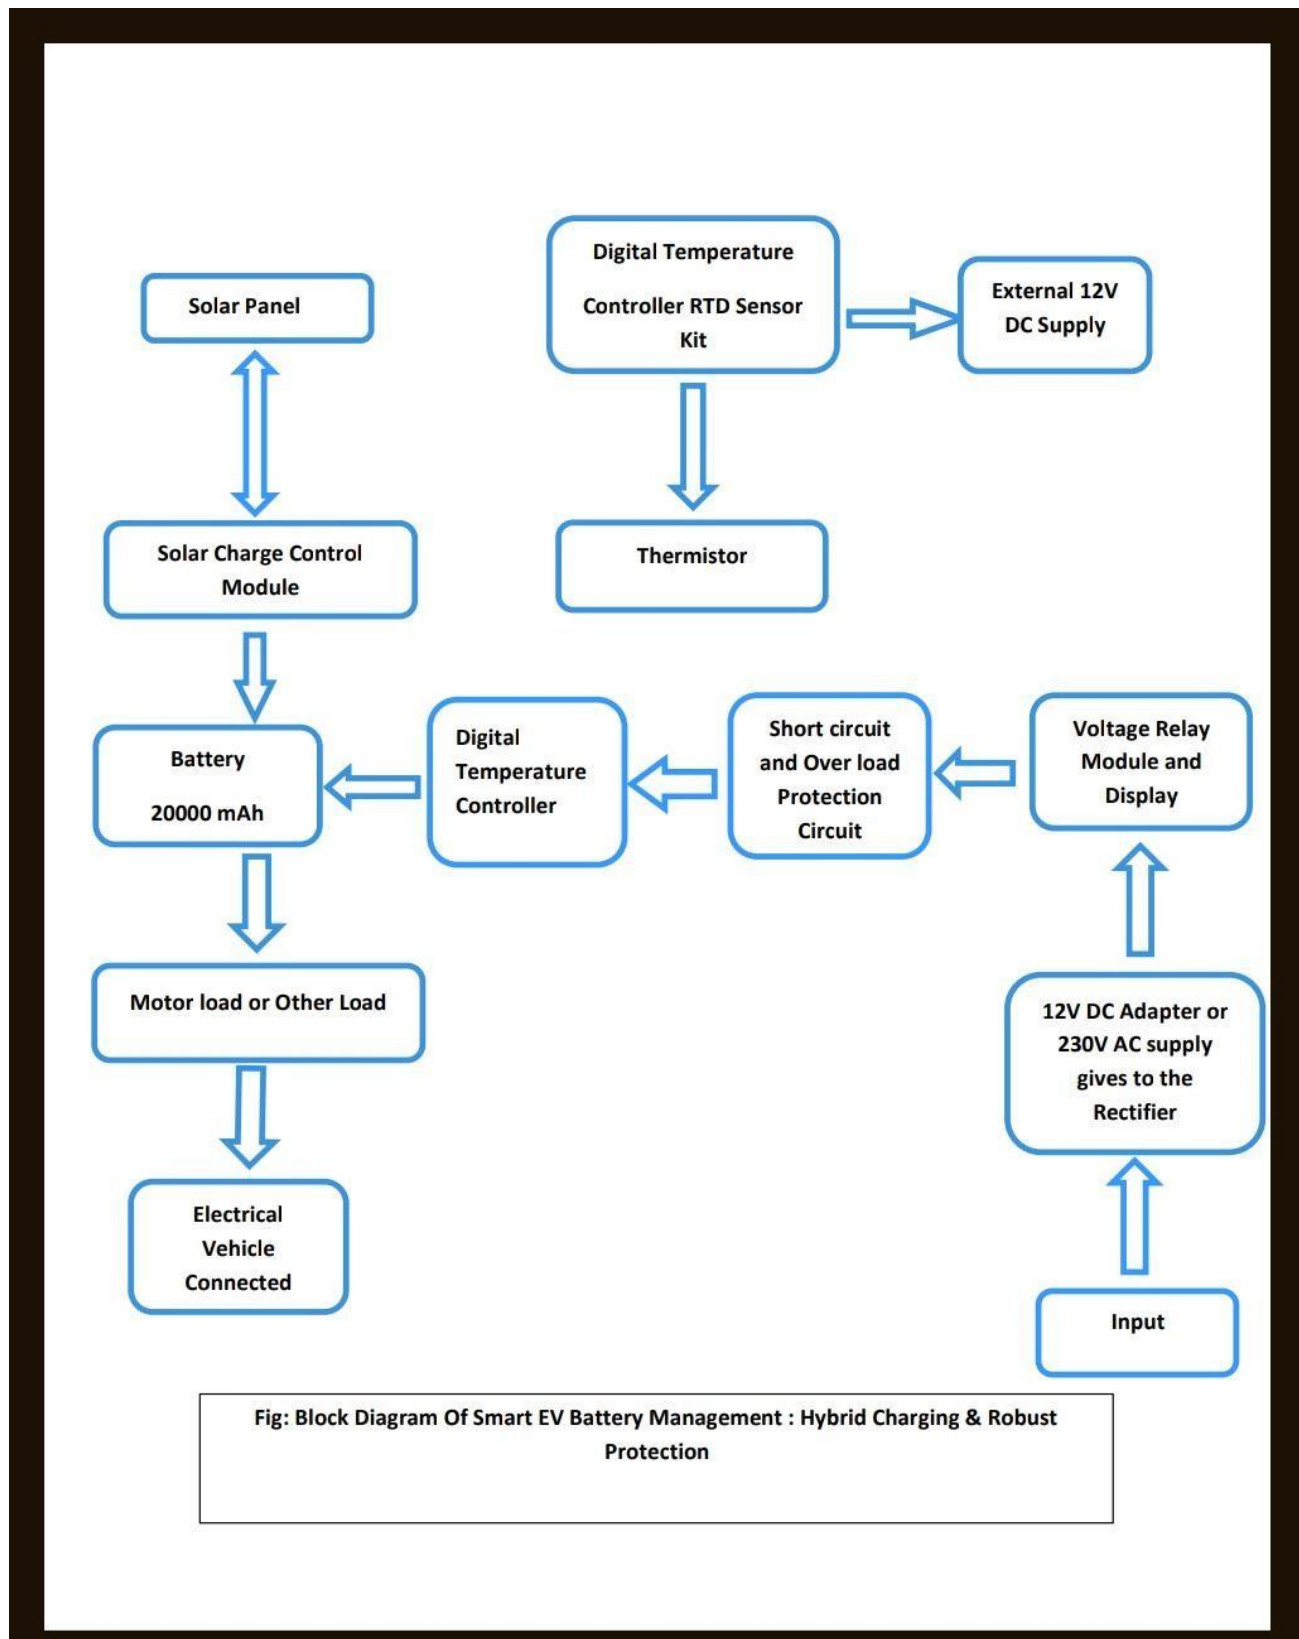 Digital Temperature
Controller RTD Sensor
Kit
External 12V
DC Supply
Solar Panel
Solar Charge Control
Module
Thermistor
Battery
20000 mAh
Digital
Temperature
Controller
Short circuit
and Over load
Protection
Circuit
Voltage Relay
Module and
Display
Motor load or Other Load
12V DC Adapter or
230V AC supply
gives to the
Rectifier
Electrical
Vehicle
Connected
Input
Fig: Block Diagram Of Smart EV Battery Management : Hybrid Charging & Robust
Protection